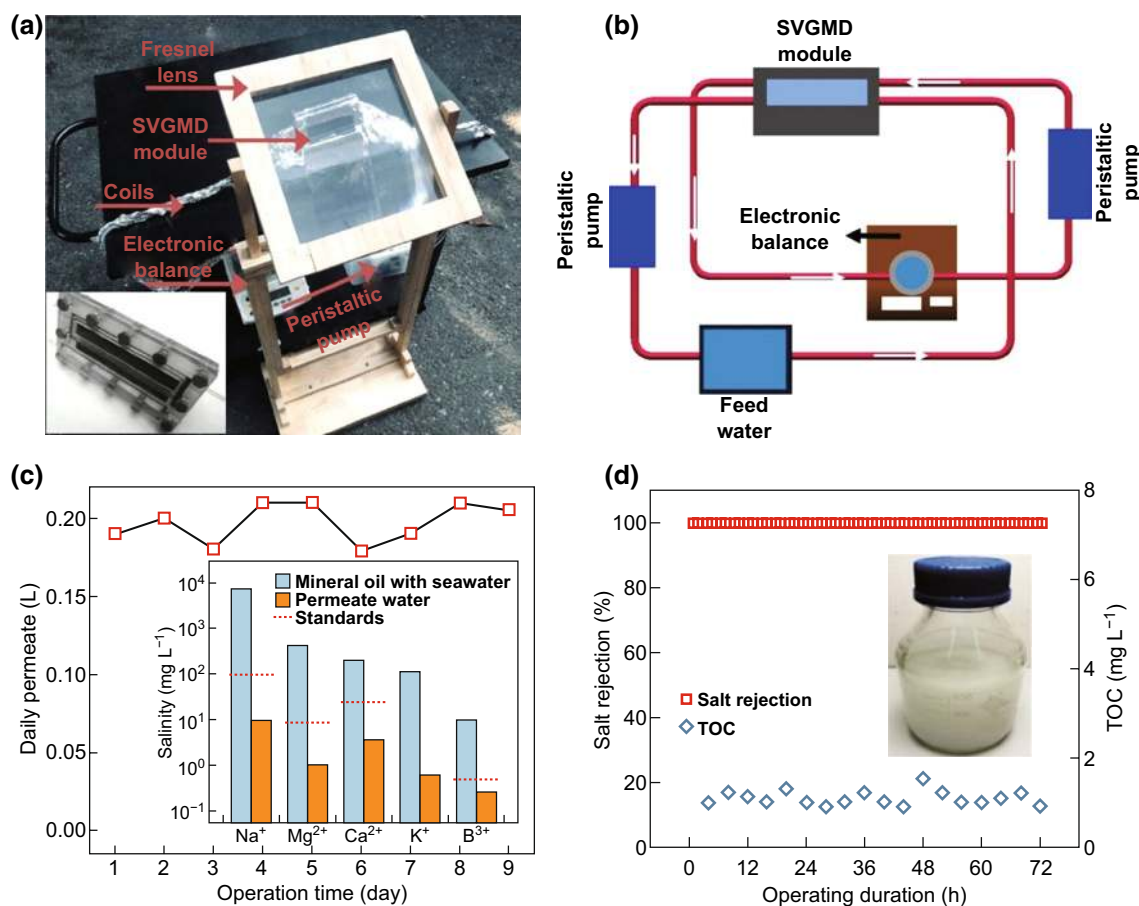 (a)
Fresnel
lens
SVGMD
module
Coils
Electronic
balance
Peristaltic
pump
(b)
SVGMD
module
Peristaltic
pump
Peristaltic
pump
Electronic
balance
Feed
water
(c)
Daily permeate (L)
0.20
0.15
0.10
0.05
0.00
1 2 3 4 5 6 7 8 9
Operation time (day)
Salinity (mg L⁻¹)
10⁴
10³
10²
10¹
10⁰
10⁻¹
Mineral oil with seawater
Permeate water
Standards
Na⁺ Mg²⁺ Ca²⁺ K⁺ B³⁺
(d)
Salt rejection (%)
100
80
60
40
20
0
Salt rejection
TOC
8
6
4
2
0
TOC (mg L⁻¹)
0 12 24 36 48 60 72
Operating duration (h)